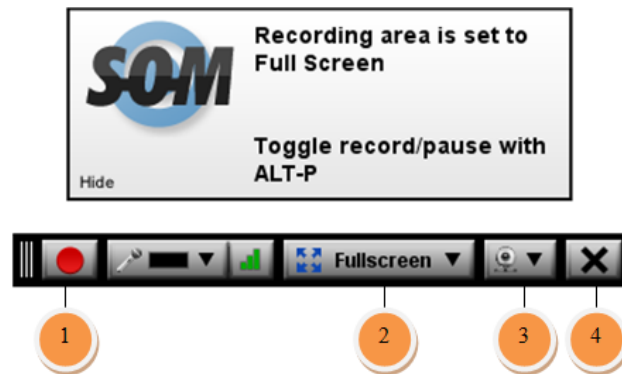 SOM
Recording area is set to
Full Screen
Toggle record/pause with
ALT-P
Hide
Fullscreen
1
2
3
4